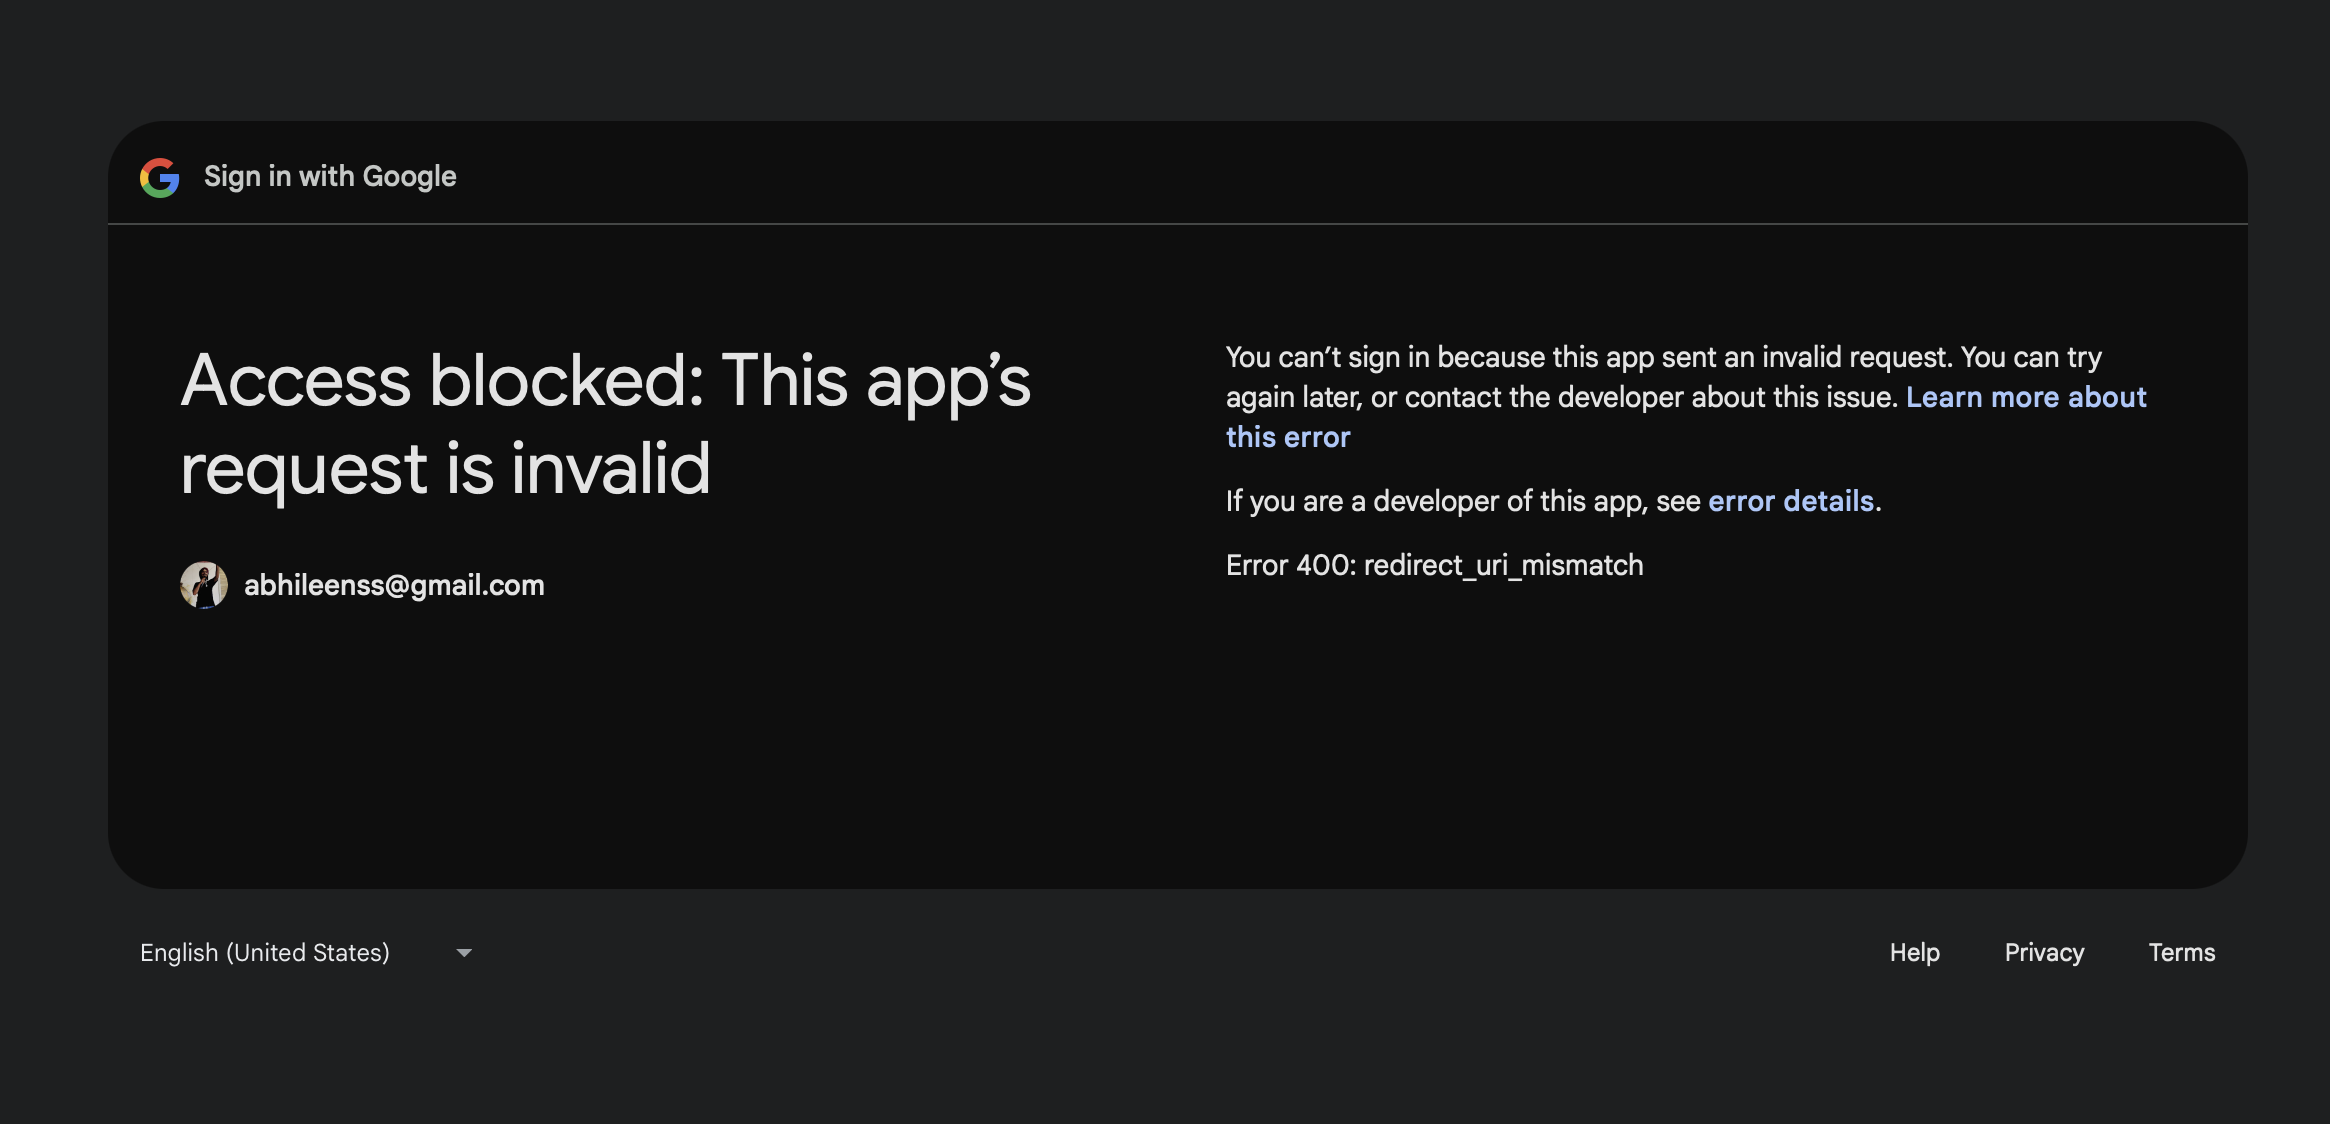 Sign in with Google
Access blocked: This app’s
request is invalid
abhileenss@gmail.com
You can’t sign in because this app sent an invalid request. You can try
again later, or contact the developer about this issue. Learn more about
this error
If you are a developer of this app, see error details.
Error 400: redirect_uri_mismatch
English (United States)
Help
Privacy
Terms